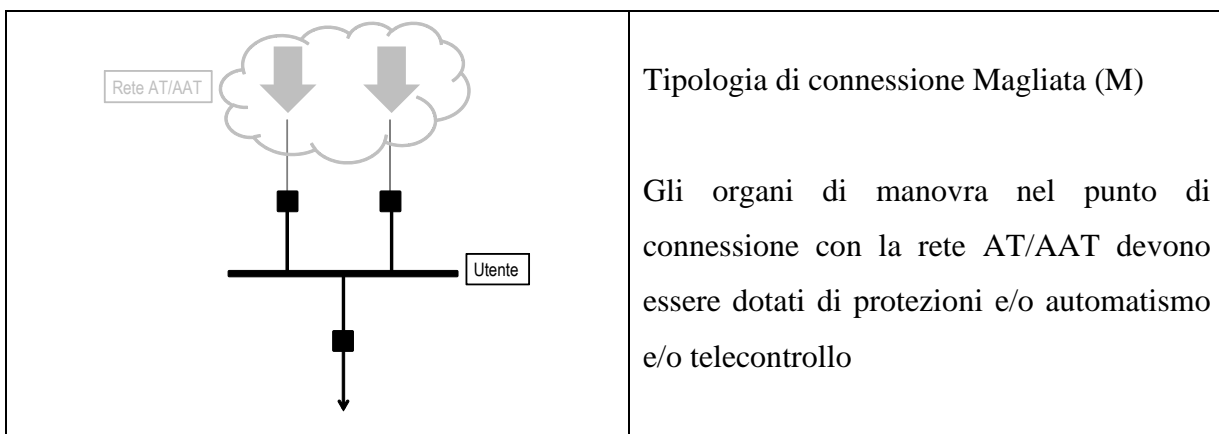 Rete AT/AAT
Utente
Tipologia di connessione Magliata (M)
Gli organi di manovra nel punto di
connessione con la rete AT/AAT devono
essere dotati di protezioni e/o automatismo
e/o telecontrollo